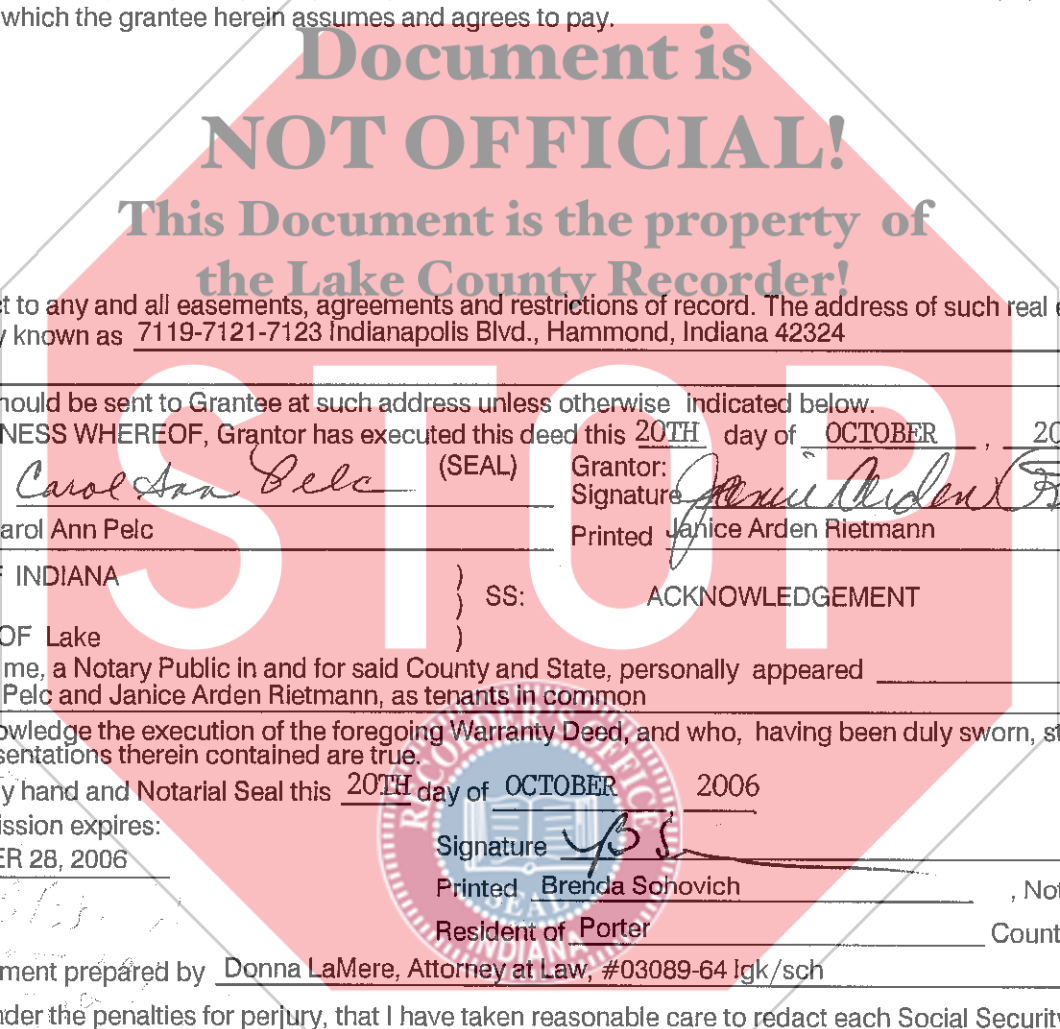 which the grantee herein assumes and agrees to pay.
Document is
NOT OFFICIAL!
This Document is the property of
the Lake County Recorder!
t to any and all easements, agreements and restrictions of record. The address of such real e
y known as 7119-7121-7123 Indianapolis Blvd., Hammond, Indiana 42324
STOP
hould be sent to Grantee at such address unless otherwise indicated below.
NESS WHEREOF, Grantor has executed this deed this 20TH day of OCTOBER , 20
Carol Ann Pelc (SEAL) Grantor:
Signature Janice Arden
arol Ann Pelc Printed Janice Arden Rietmann
F INDIANA ) SS: ACKNOWLEDGEMENT
OF Lake )
me, a Notary Public in and for said County and State, personally appeared
Pelc and Janice Arden Rietmann, as tenants in common
owledge the execution of the foregoing Warranty Deed, and who, having been duly sworn, st
sentations therein contained are true.
y hand and Notarial Seal this 20TH day of OCTOBER 2006
ission expires:
ER 28, 2006
Signature
Printed Brenda Sohovich , Not
Resident of Porter Count
RECORDER'S OFFICE
SEAL
INDIANA
ment prepared by Donna LaMere, Attorney at Law, #03089-64 lgk/sch
nder the penalties for perjury, that I have taken reasonable care to redact each Social Security